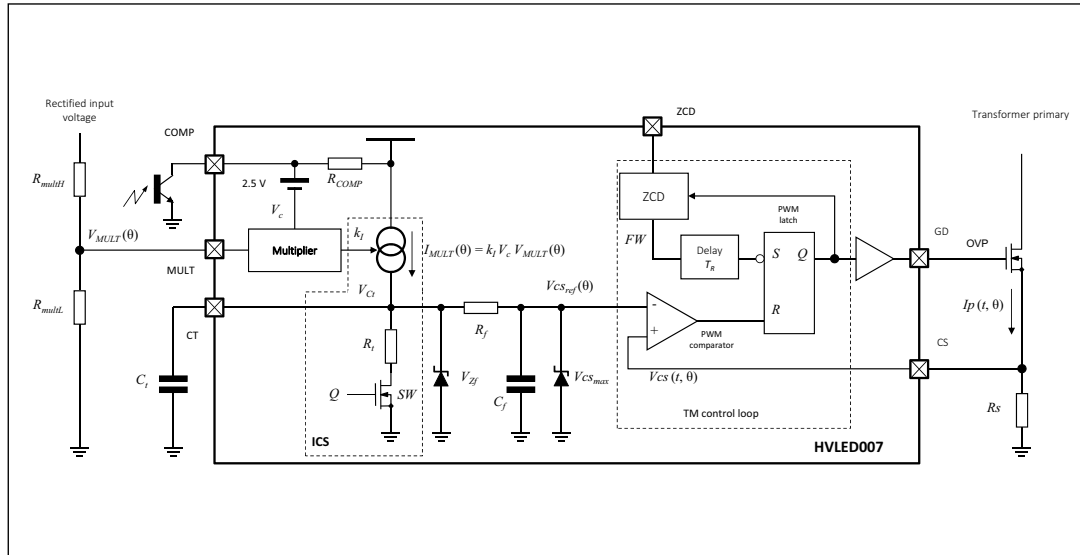 Rectified input
voltage
COMP
ZCD
Transformer primary
R_multH
2.5 V
R_COMP
ZCD
V_c
PWM
latch
V_MULT(θ)
k_I
FW
GD
OVP
Multiplier
I_MULT(θ) = k_I V_c V_MULT(θ)
Delay
T_R
S
Q
MULT
V_Ct
Vcs_ref(θ)
R_multL
-
R
Ip (t, θ)
CT
R_f
+
CS
R_t
PWM
comparator
C_t
V_Zf
Vcs_max
Vcs (t, θ)
Q
SW
C_f
Rs
TM control loop
ICS
HVLED007